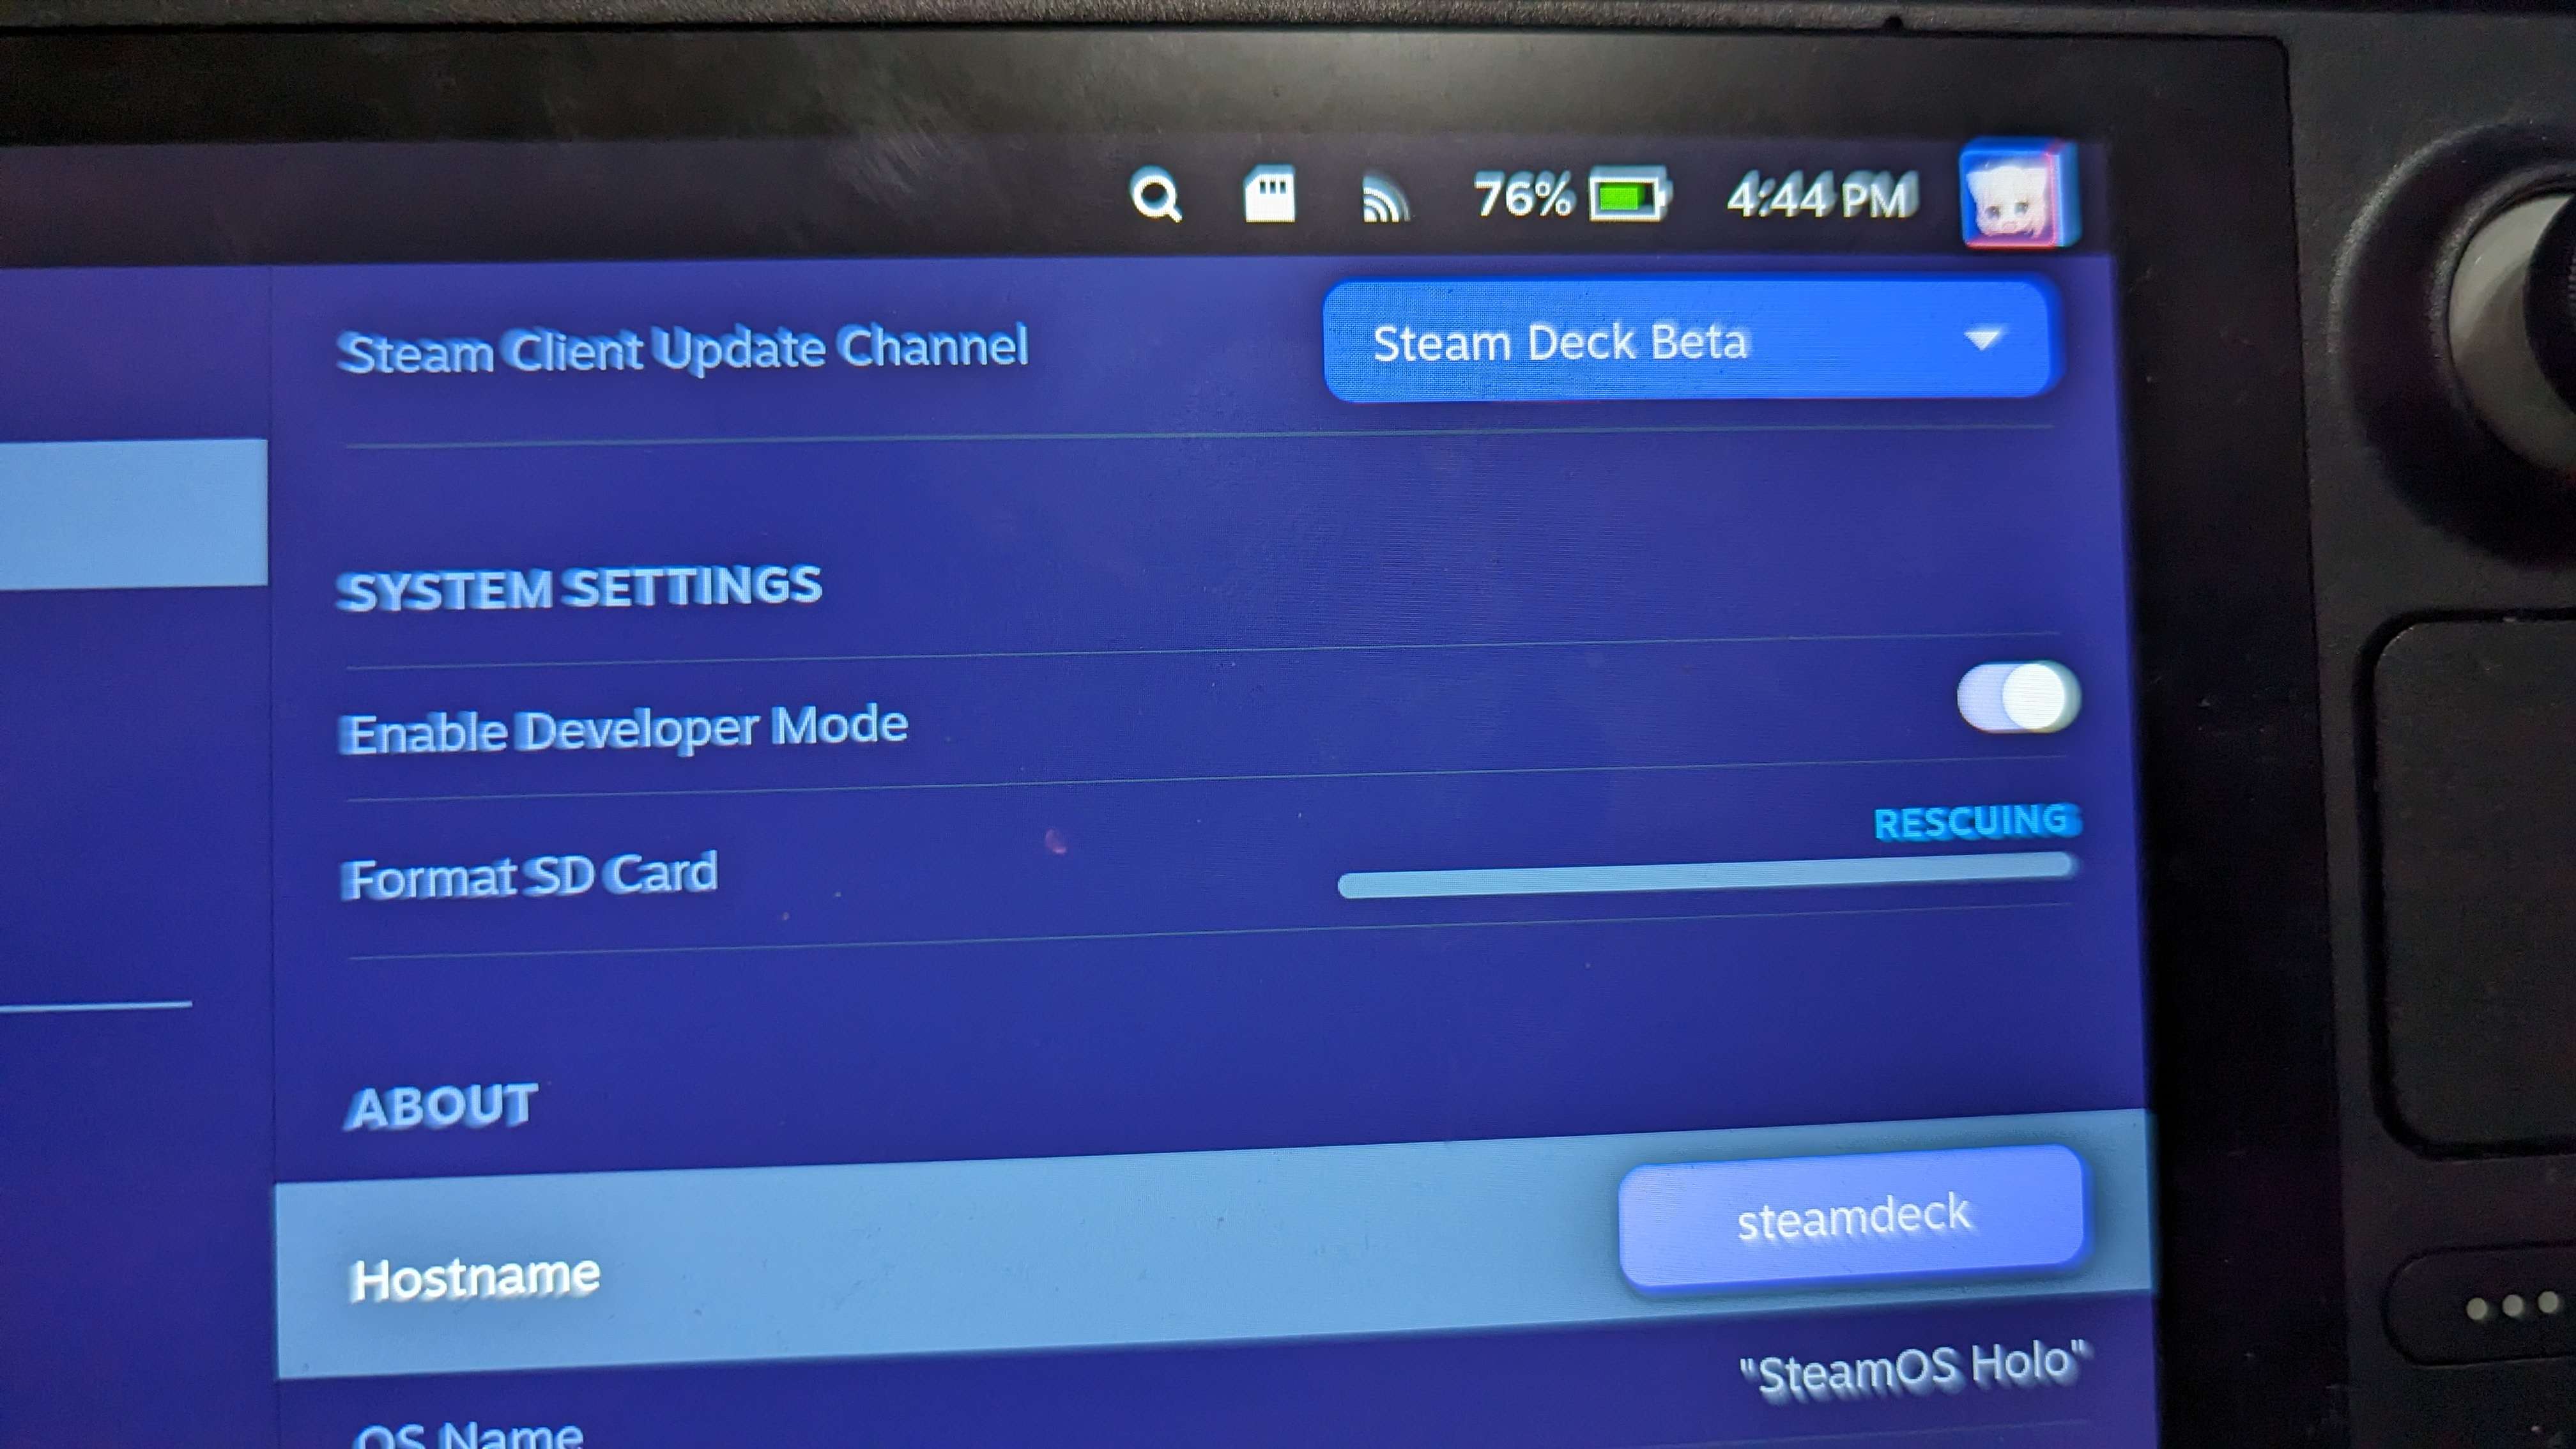 76% 4:44 PM
Steam Client Update Channel
Steam Deck Beta
SYSTEM SETTINGS
Enable Developer Mode
RESCUING
Format SD Card
ABOUT
Hostname
steamdeck
"SteamOS Holo"
OS Name